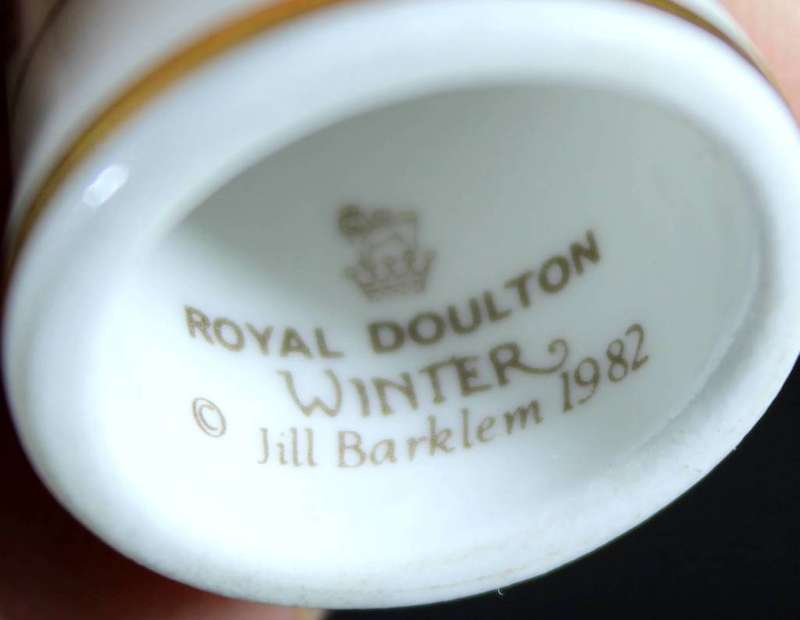 ROYAL DOULTON
WINTER
© Jill Barklem 1982